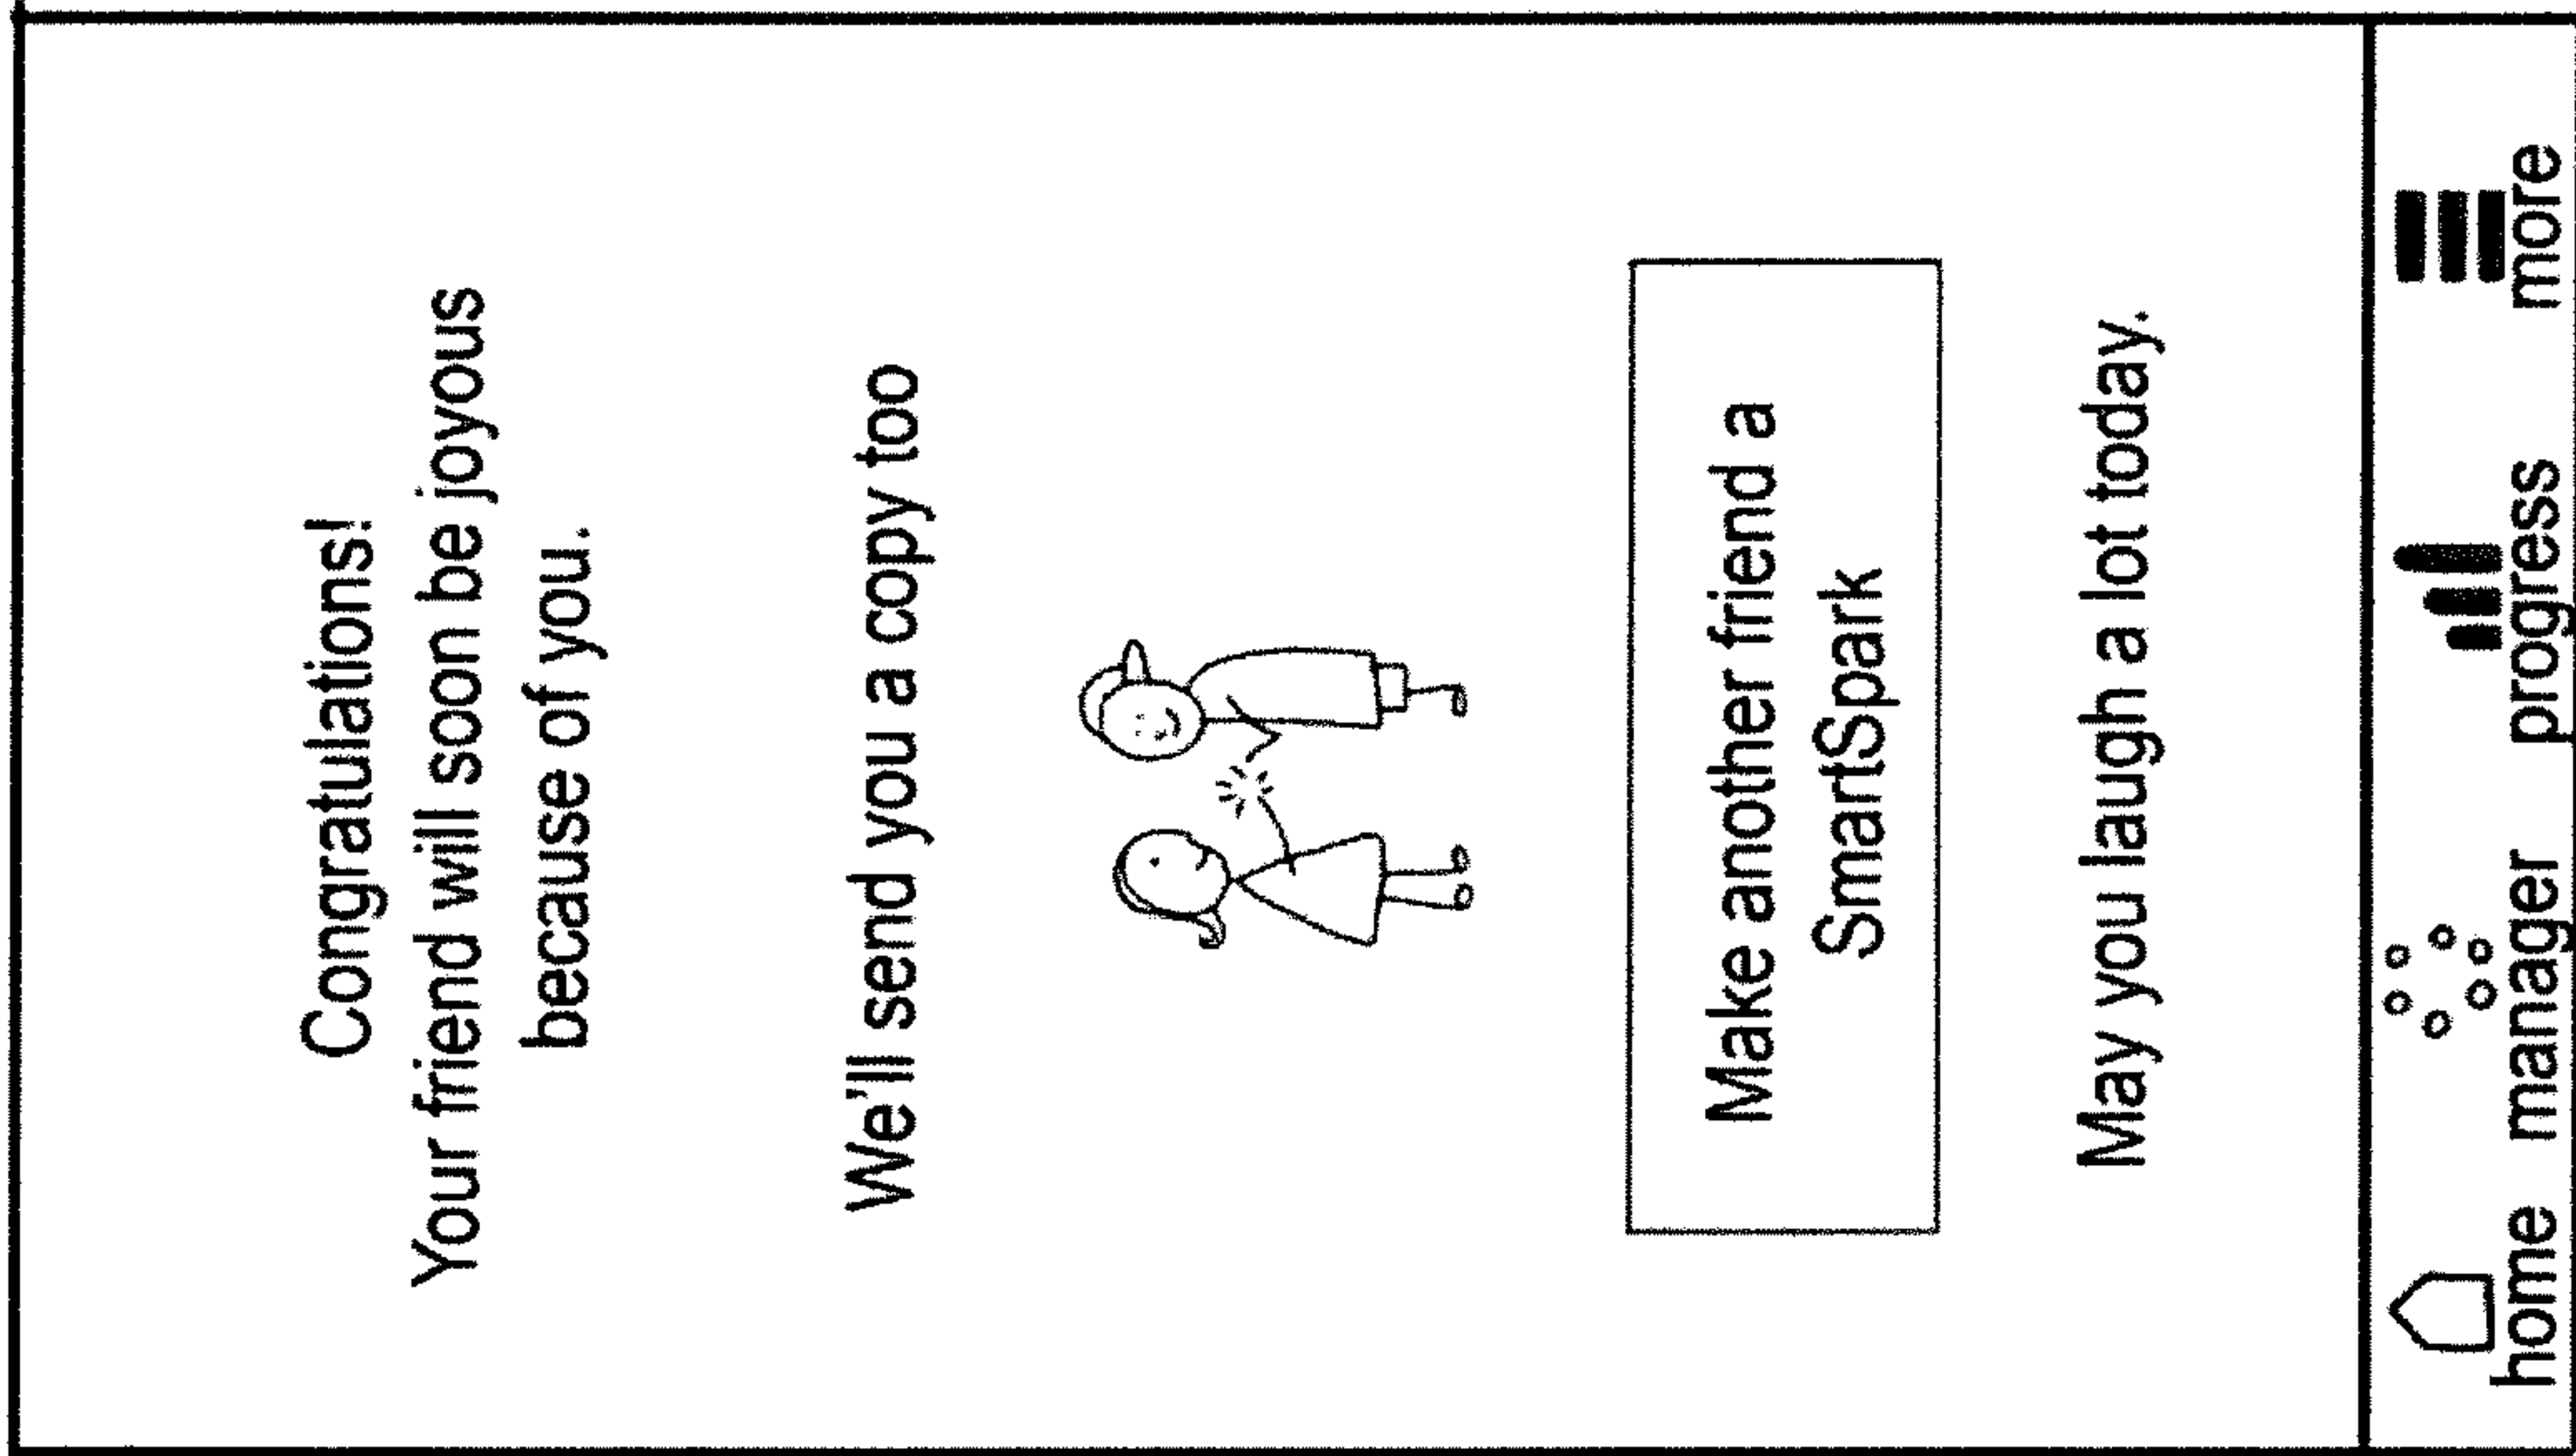 Congratulations!
Your friend will soon be joyous
because of you.
We'll send you a copy too
Make another friend a
SmartSpark
May you laugh a lot today.
home manager progress more